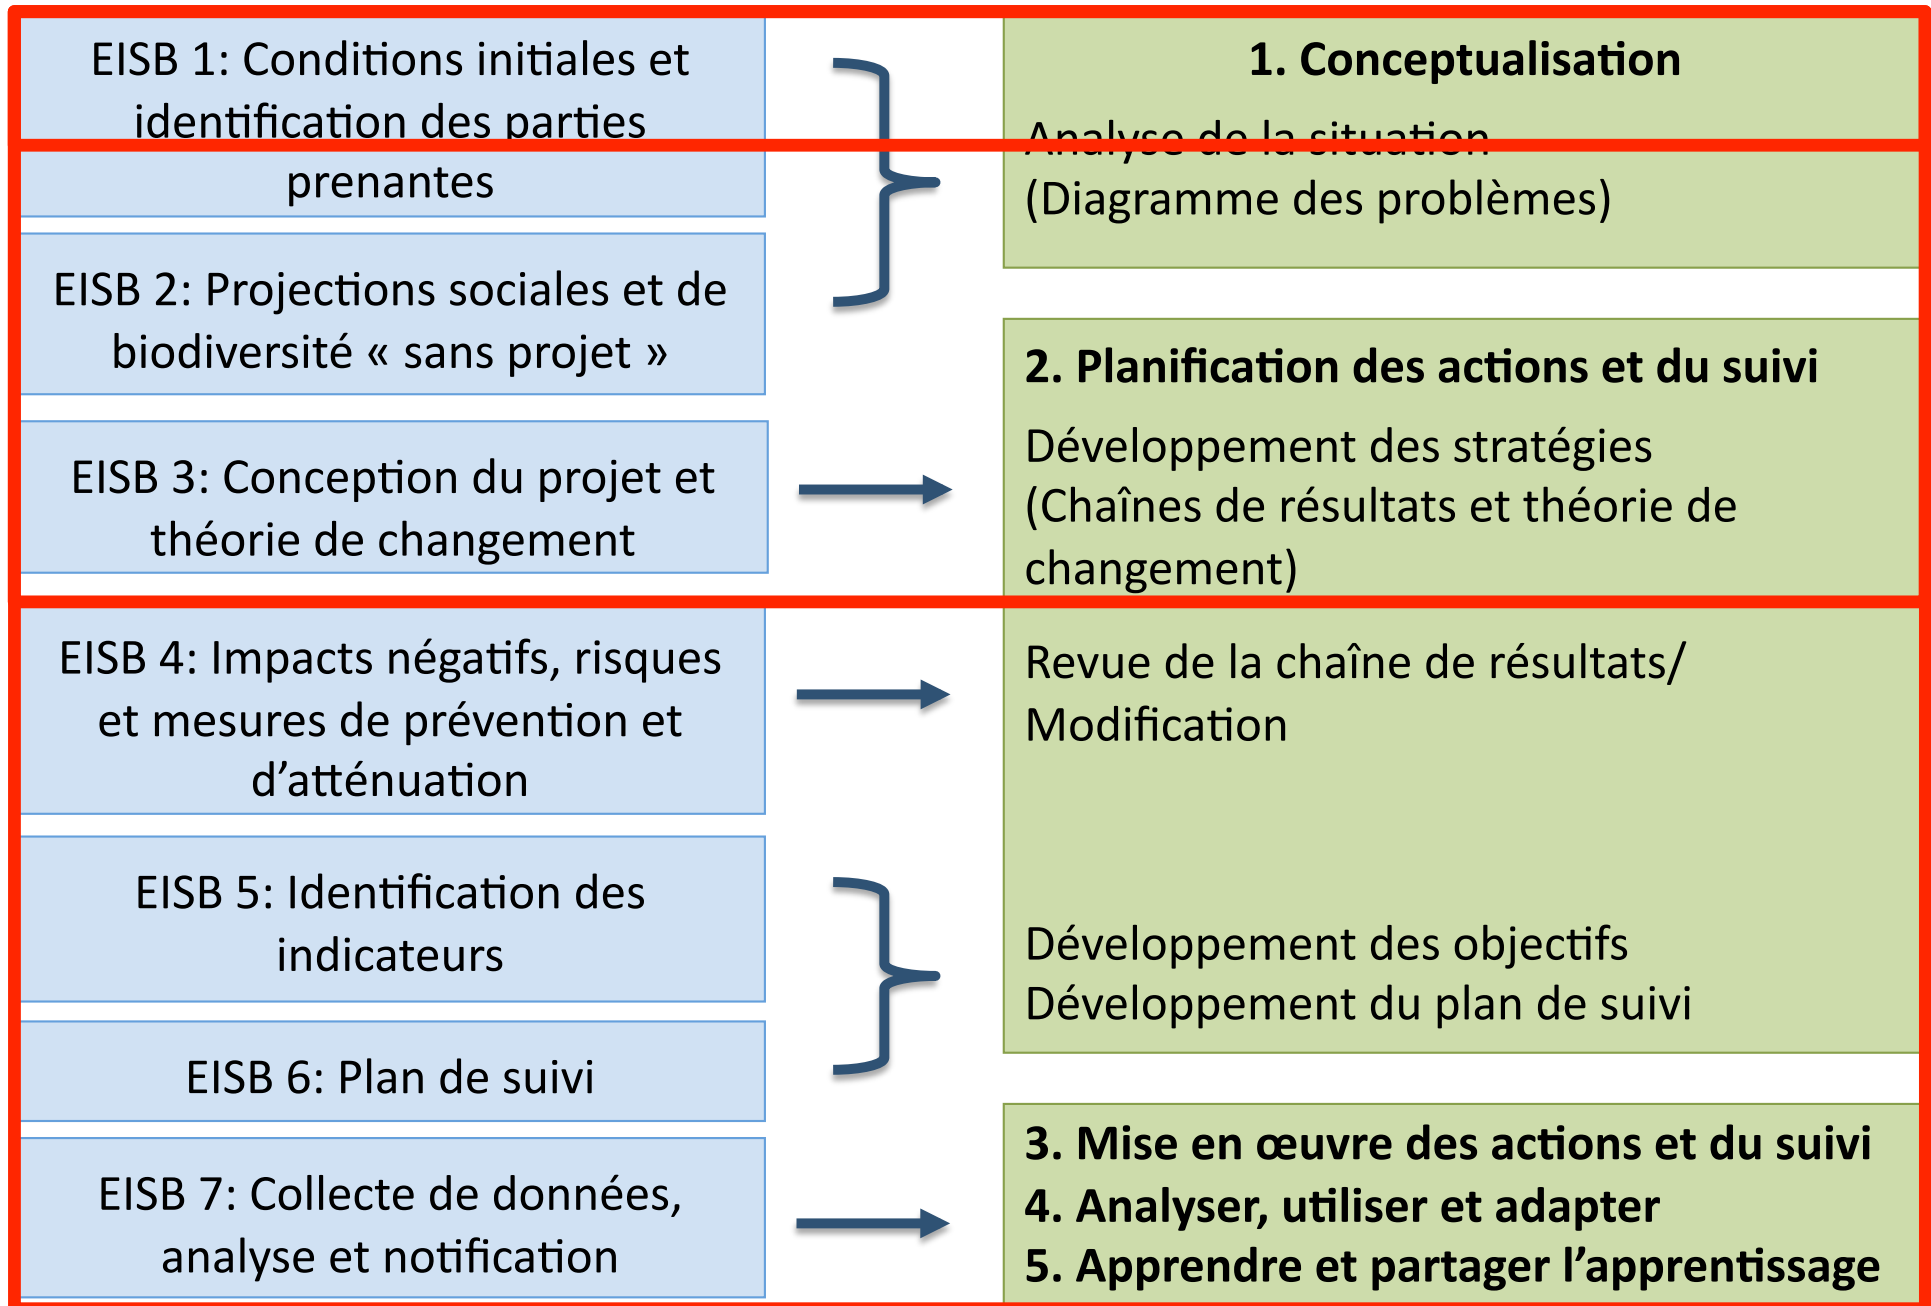 EISB 1: Conditions initiales et
identification des parties
prenantes
EISB 2: Projections sociales et de
biodiversité « sans projet »
EISB 3: Conception du projet et
théorie de changement
EISB 4: Impacts négatifs, risques
et mesures de prévention et
d’atténuation
EISB 5: Identification des
indicateurs
EISB 6: Plan de suivi
EISB 7: Collecte de données,
analyse et notification
1. Conceptualisation
Analyse de la situation
(Diagramme des problèmes)
2. Planification des actions et du suivi
Développement des stratégies
(Chaînes de résultats et théorie de
changement)
Revue de la chaîne de résultats/
Modification
Développement des objectifs
Développement du plan de suivi
3. Mise en œuvre des actions et du suivi
4. Analyser, utiliser et adapter
5. Apprendre et partager l’apprentissage